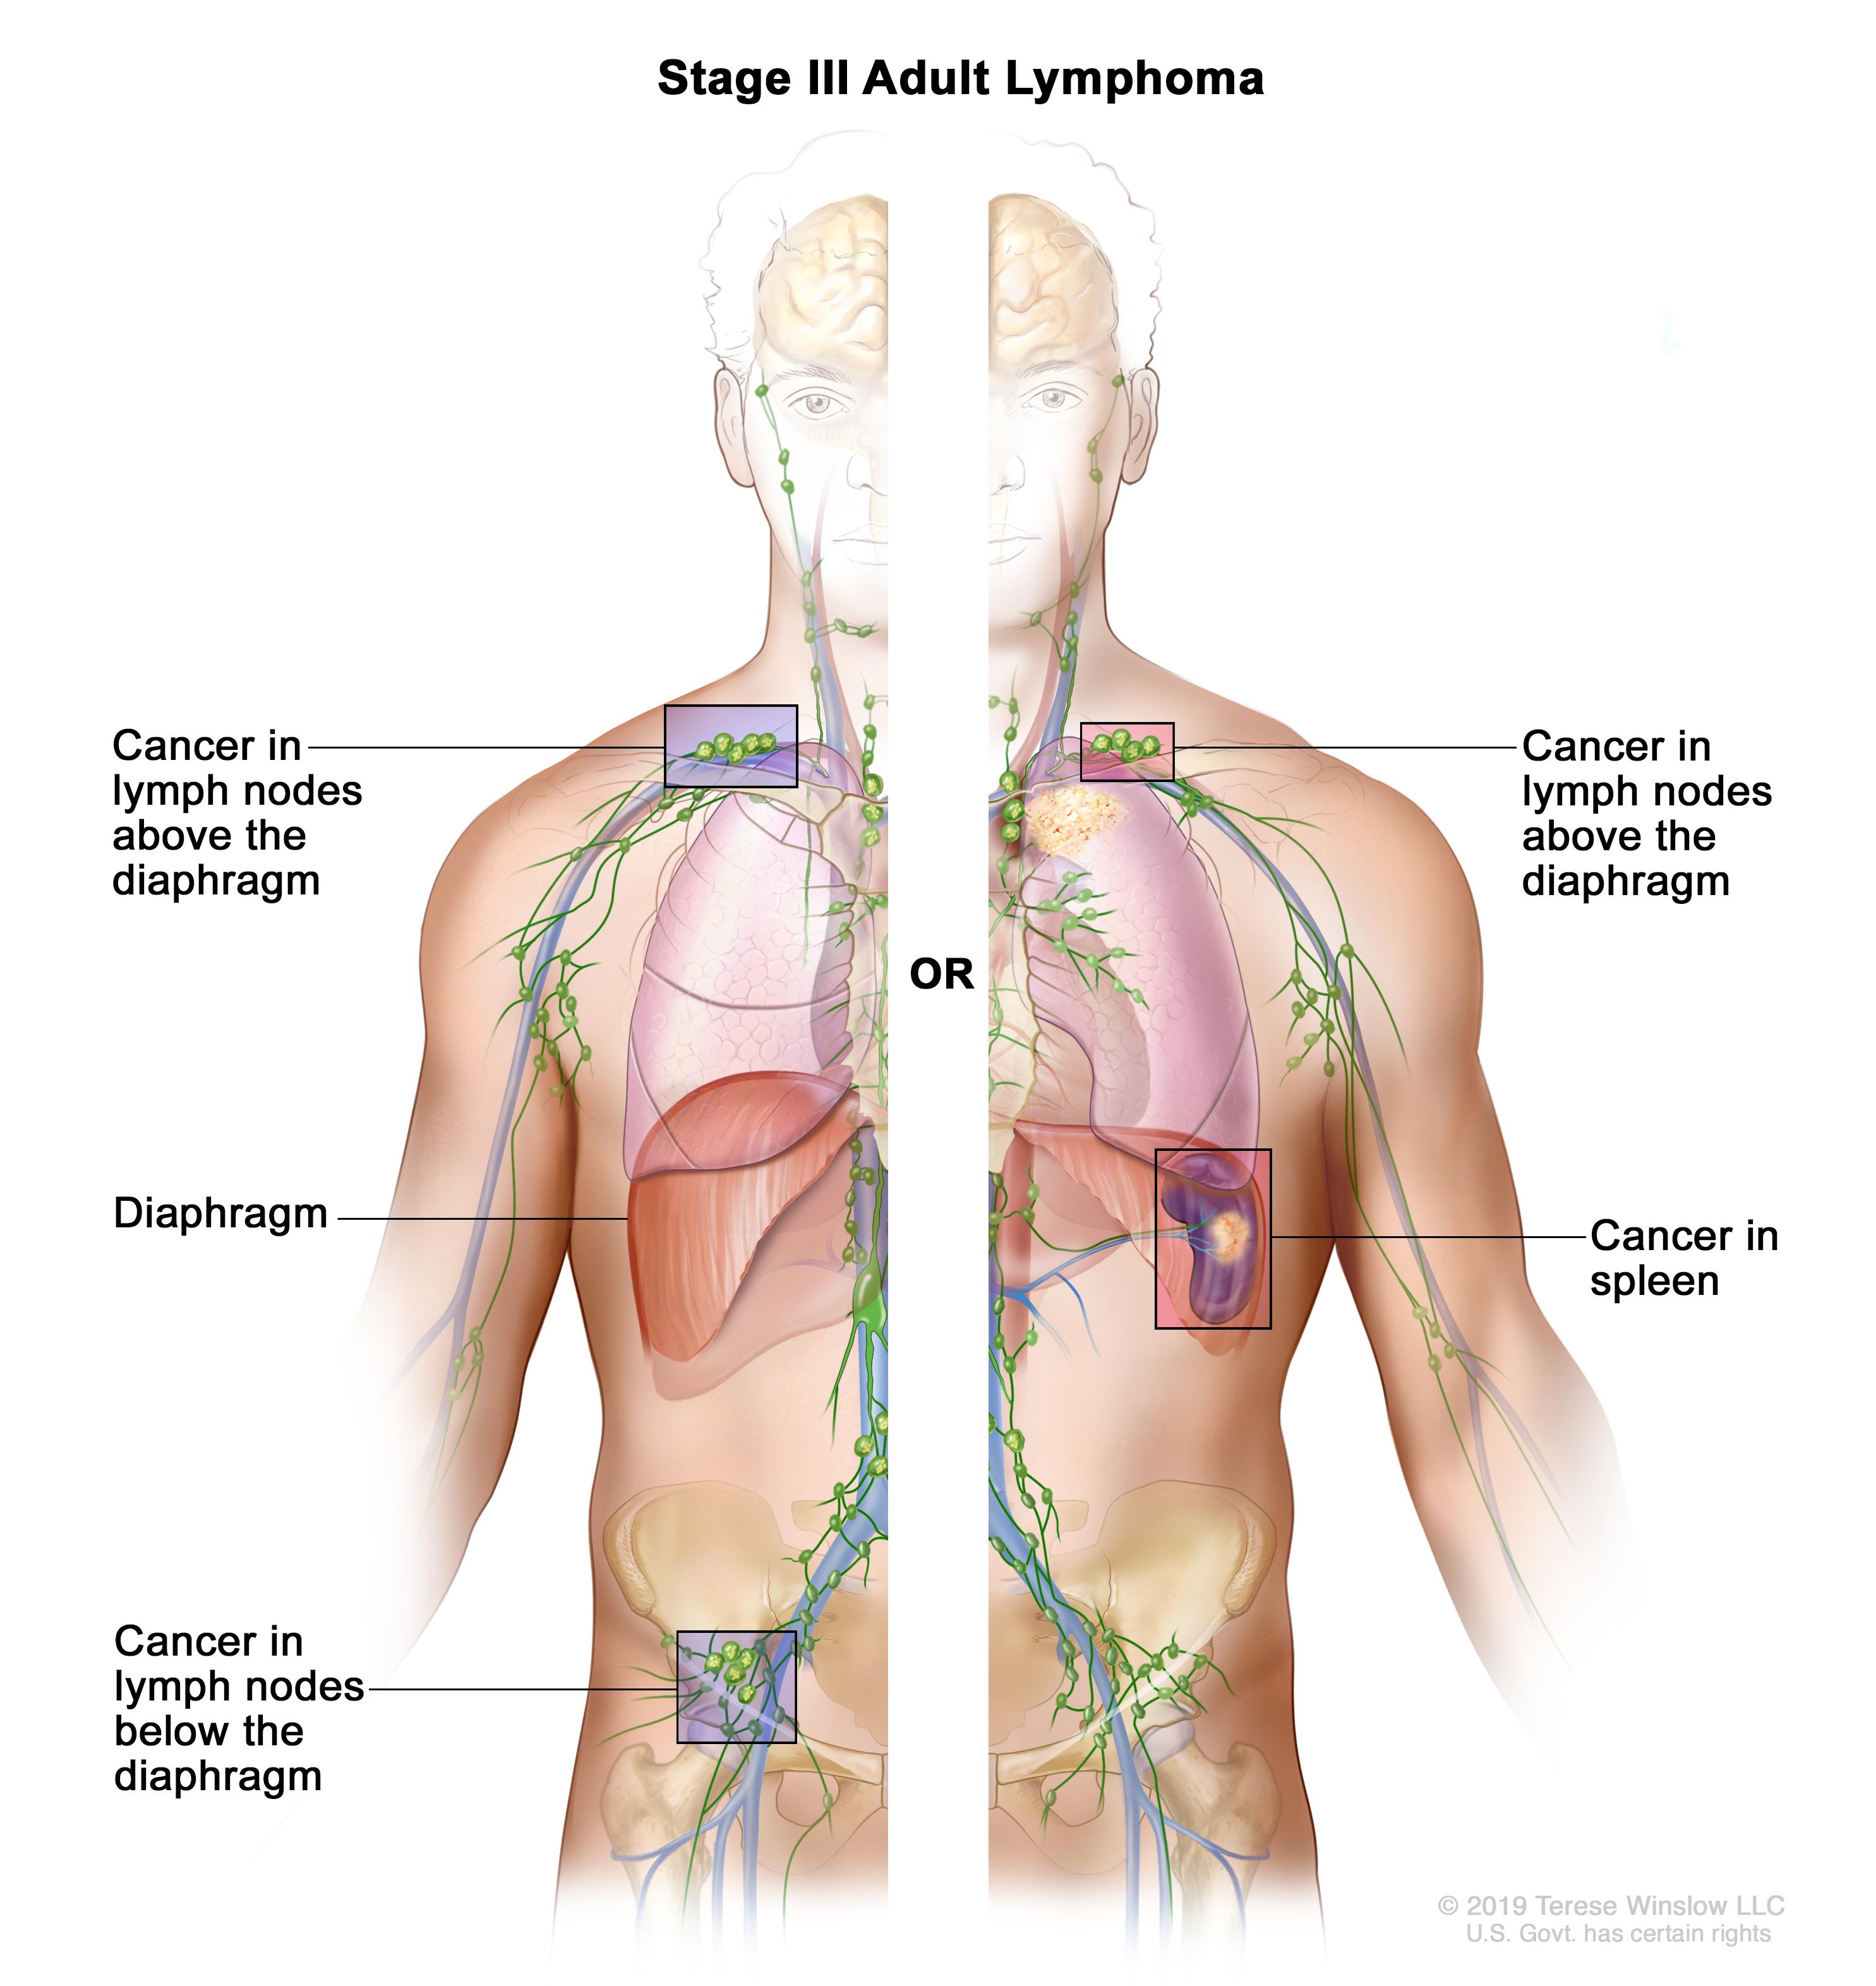 Stage III Adult Lymphoma
Cancer in
lymph nodes
above the
diaphragm
Cancer in
lymph nodes
above the
diaphragm
OR
Diaphragm
Cancer in
spleen
Cancer in
lymph nodes
below the
diaphragm
© 2019 Terese Winslow LLC
U.S. Govt. has certain rights